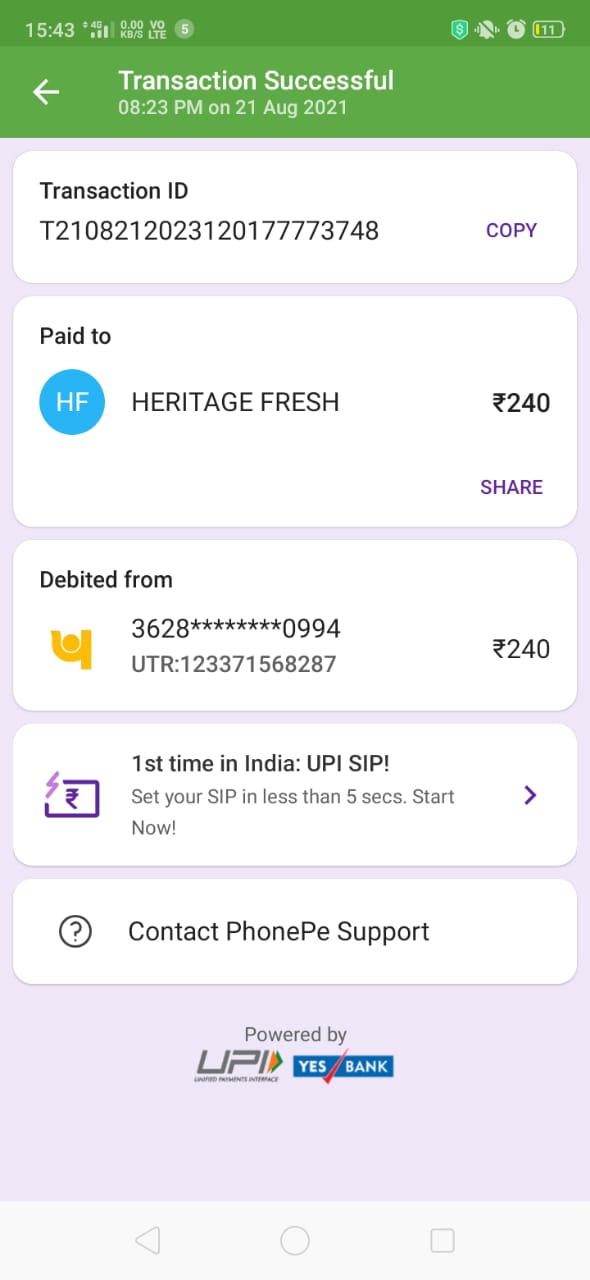 15:43 4G 0.00 KB/S VO LTE 5 11
Transaction Successful
08:23 PM on 21 Aug 2021
Transaction ID
T2108212023120177773748
COPY
Paid to
HF HERITAGE FRESH ₹240
SHARE
Debited from
3628********0994
UTR:123371568287
₹240
1st time in India: UPI SIP!
Set your SIP in less than 5 secs. Start
Now!
Contact PhonePe Support
Powered by
UPI
UNIFIED PAYMENTS INTERFACE
YES BANK